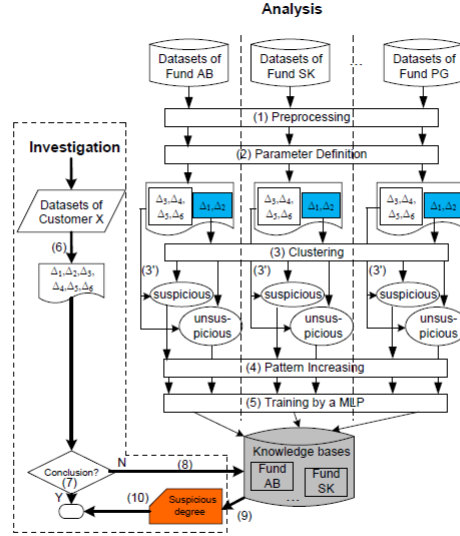 Analysis
Datasets of
Fund AB
Datasets of
Fund SK
...
Datasets of
Fund PG
(1) Preprocessing
(2) Parameter Definition
Δ3,Δ4,
Δ5,Δ6
Δ1,Δ2
Δ3,Δ4,
Δ5,Δ6
Δ1,Δ2
Δ3,Δ4,
Δ5,Δ6
Δ1,Δ2
(3) Clustering
(3')
(3')
(3')
suspicious
suspicious
suspicious
unsus-
picious
unsus-
picious
unsus-
picious
(4) Pattern Increasing
(5) Training by a MLP
Knowledge bases
Fund
AB
Fund
SK
...
Investigation
Datasets of
Customer X
(6)
Δ1,Δ2,Δ3,
Δ4,Δ5,Δ6
Conclusion?
(7)
N
(8)
Y
(10)
Suspicious
degree
(9)